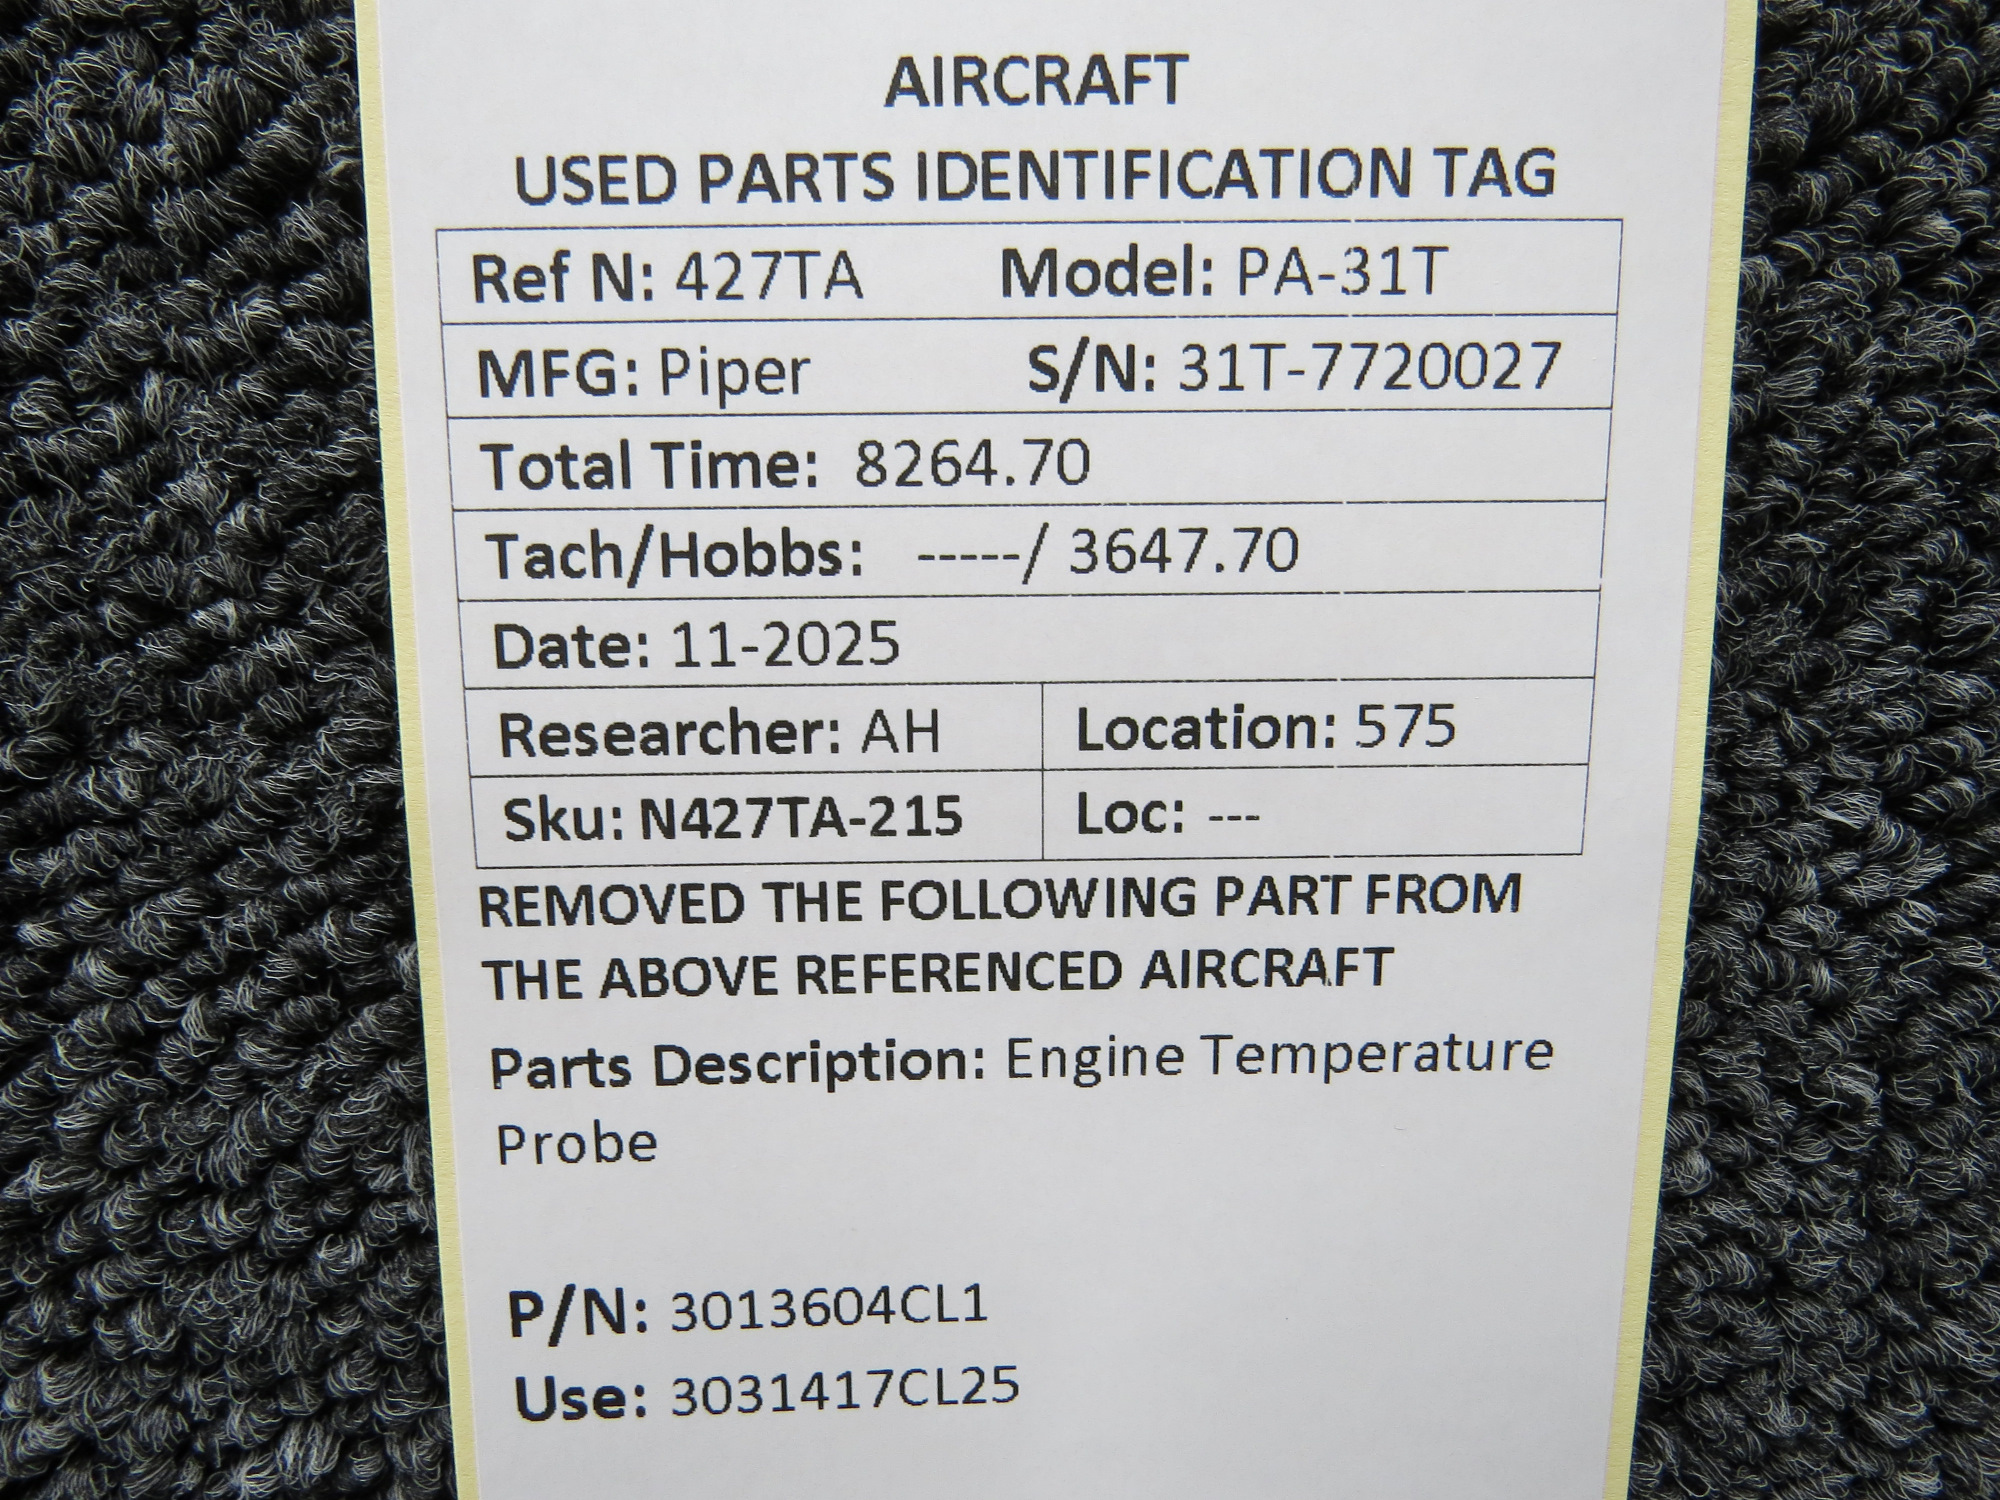 AIRCRAFT
USED PARTS IDENTIFICATION TAG
Ref N: 427TA Model: PA-31T
MFG: Piper S/N: 31T-7720027
Total Time: 8264.70
Tach/Hobbs: -----/ 3647.70
Date: 11-2025
Researcher: AH Location: 575
Sku: N427TA-215 Loc: ---
REMOVED THE FOLLOWING PART FROM
THE ABOVE REFERENCED AIRCRAFT
Parts Description: Engine Temperature
Probe
P/N: 3013604CL1
Use: 3031417CL25